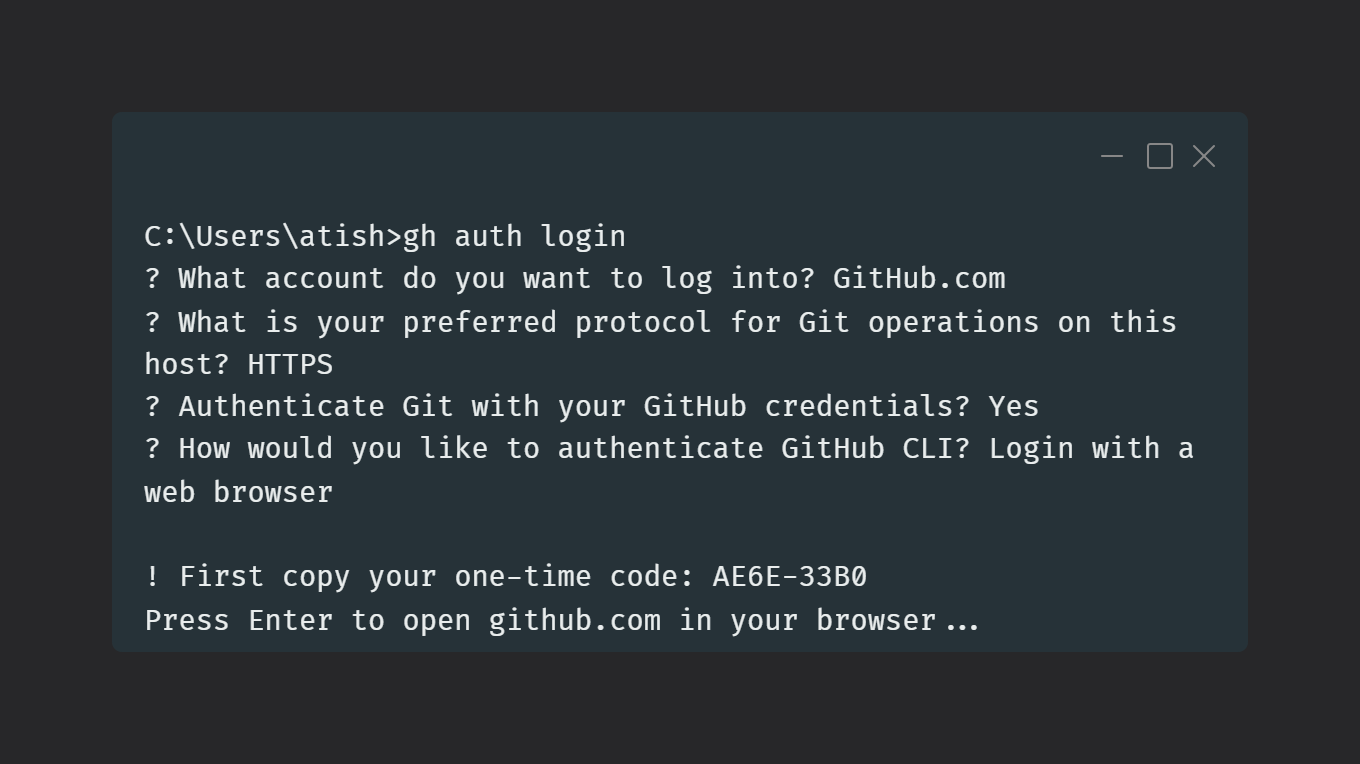 C:\Users\atish>gh auth login
? What account do you want to log into? GitHub.com
? What is your preferred protocol for Git operations on this
host? HTTPS
? Authenticate Git with your GitHub credentials? Yes
? How would you like to authenticate GitHub CLI? Login with a
web browser
! First copy your one-time code: AE6E-33B0
Press Enter to open github.com in your browser...